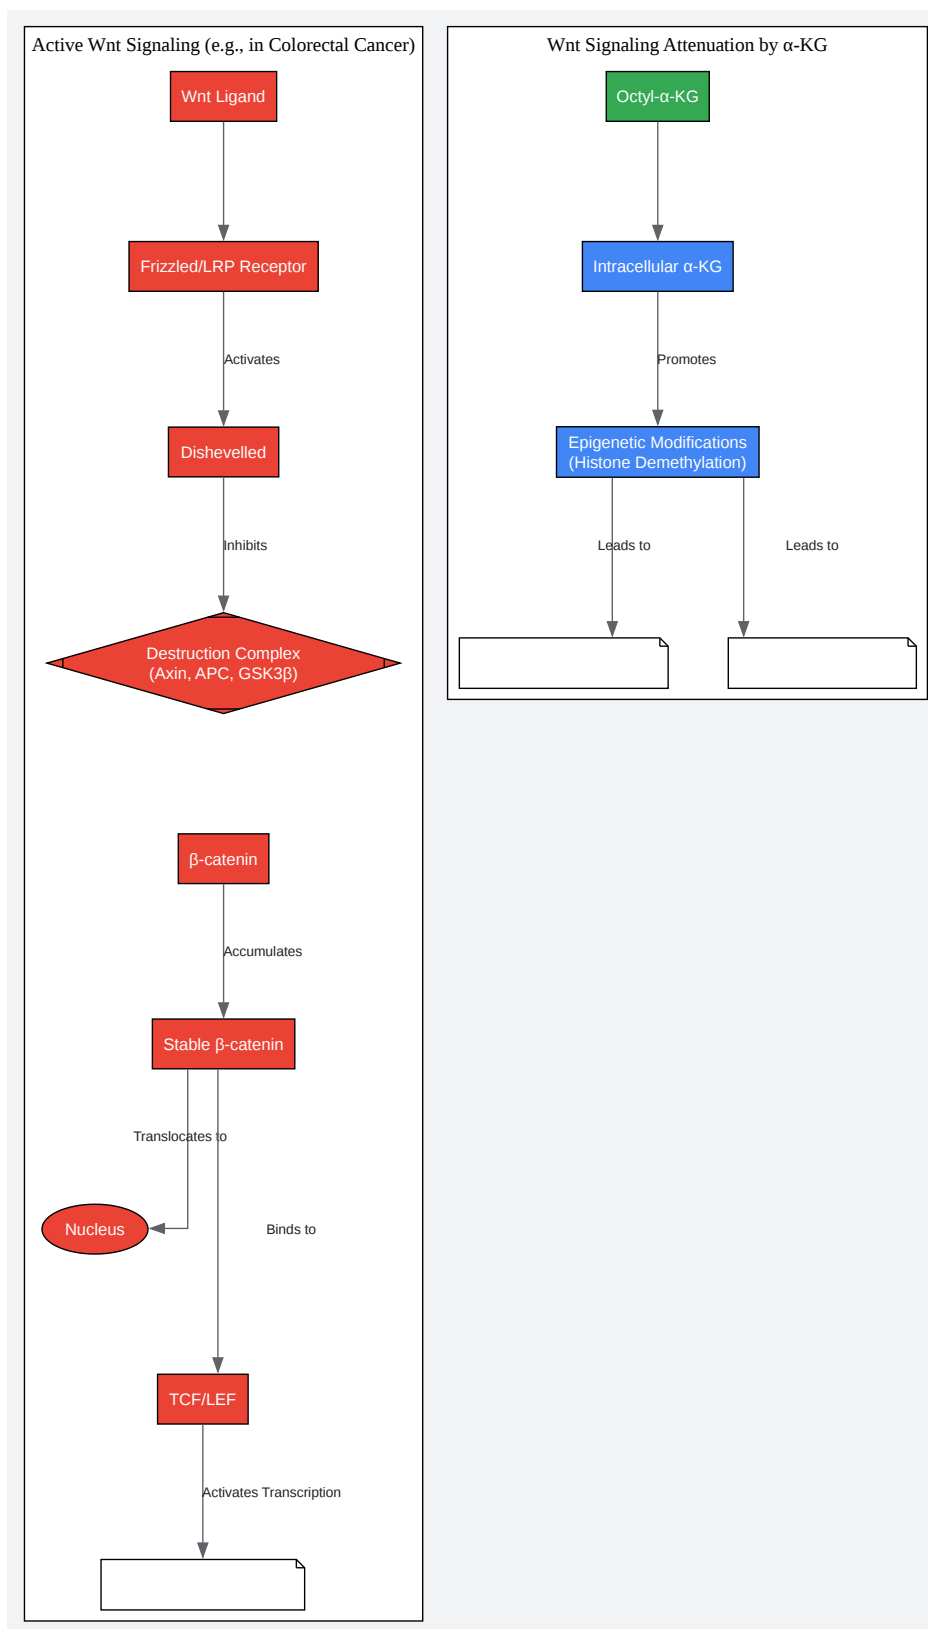 Active Wnt Signaling (e.g., in Colorectal Cancer)
Wnt Ligand
Frizzled/LRP Receptor
Activates
Dishevelled
Inhibits
Destruction Complex
(Axin, APC, GSK3β)
β-catenin
Accumulates
Stable β-catenin
Translocates to
Nucleus
Binds to
TCF/LEF
Activates Transcription
Wnt Signaling Attenuation by α-KG
Octyl-α-KG
Intracellular α-KG
Promotes
Epigenetic Modifications
(Histone Demethylation)
Leads to
Leads to